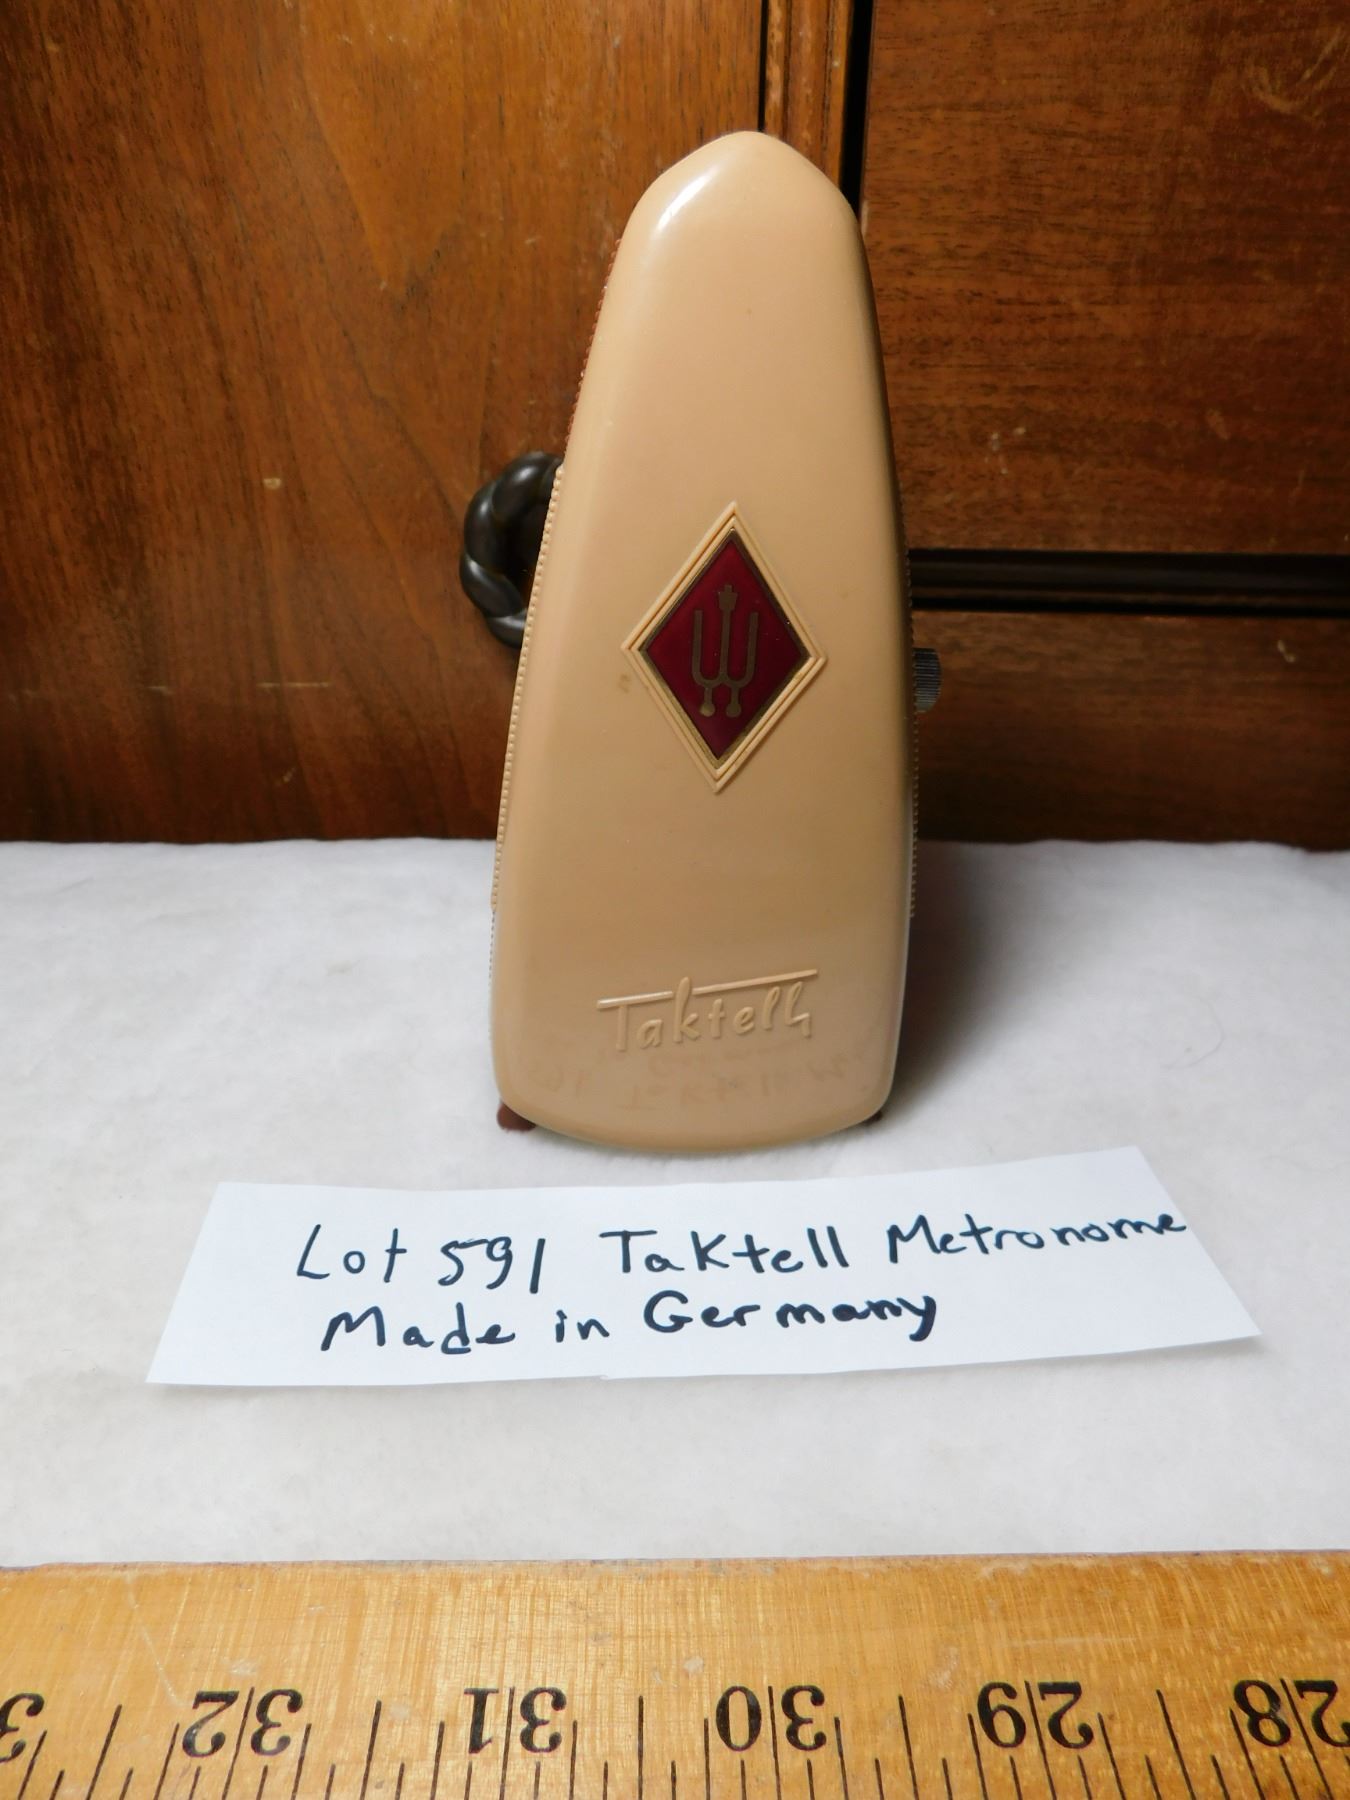 Taktell
Lot 591 Taktell Metronome
Made in Germany
32 31 30 29 28